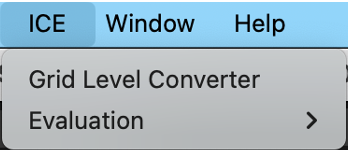 ICE Window Help
Grid Level Converter
Evaluation